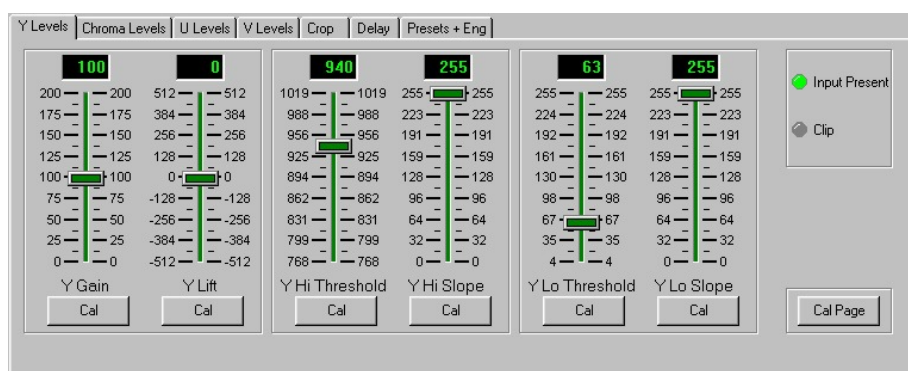 Y Levels Chroma Levels U Levels V Levels Crop Delay Presets + Eng
100 0 940 255 63 255
200 200 512 512 1019 1019 255 255 255 255 255 255
175 175 384 384 988 988 223 223 224 224 223 223
150 150 256 256 956 956 191 191 192 192 191 191
125 125 128 128 925 925 159 159 161 161 159 159
100 100 0 0 894 894 128 128 130 130 128 128
75 75 -128 -128 862 862 96 96 98 98 96 96
50 50 -256 -256 831 831 64 64 67 67 64 64
25 25 -384 -384 799 799 32 32 35 35 32 32
0 0 -512 -512 768 768 0 0 4 4 0 0
Y Gain Y Lift Y Hi Threshold Y Hi Slope Y Lo Threshold Y Lo Slope
Cal Cal Cal Cal Cal Cal
Input Present
Clip
Cal Page